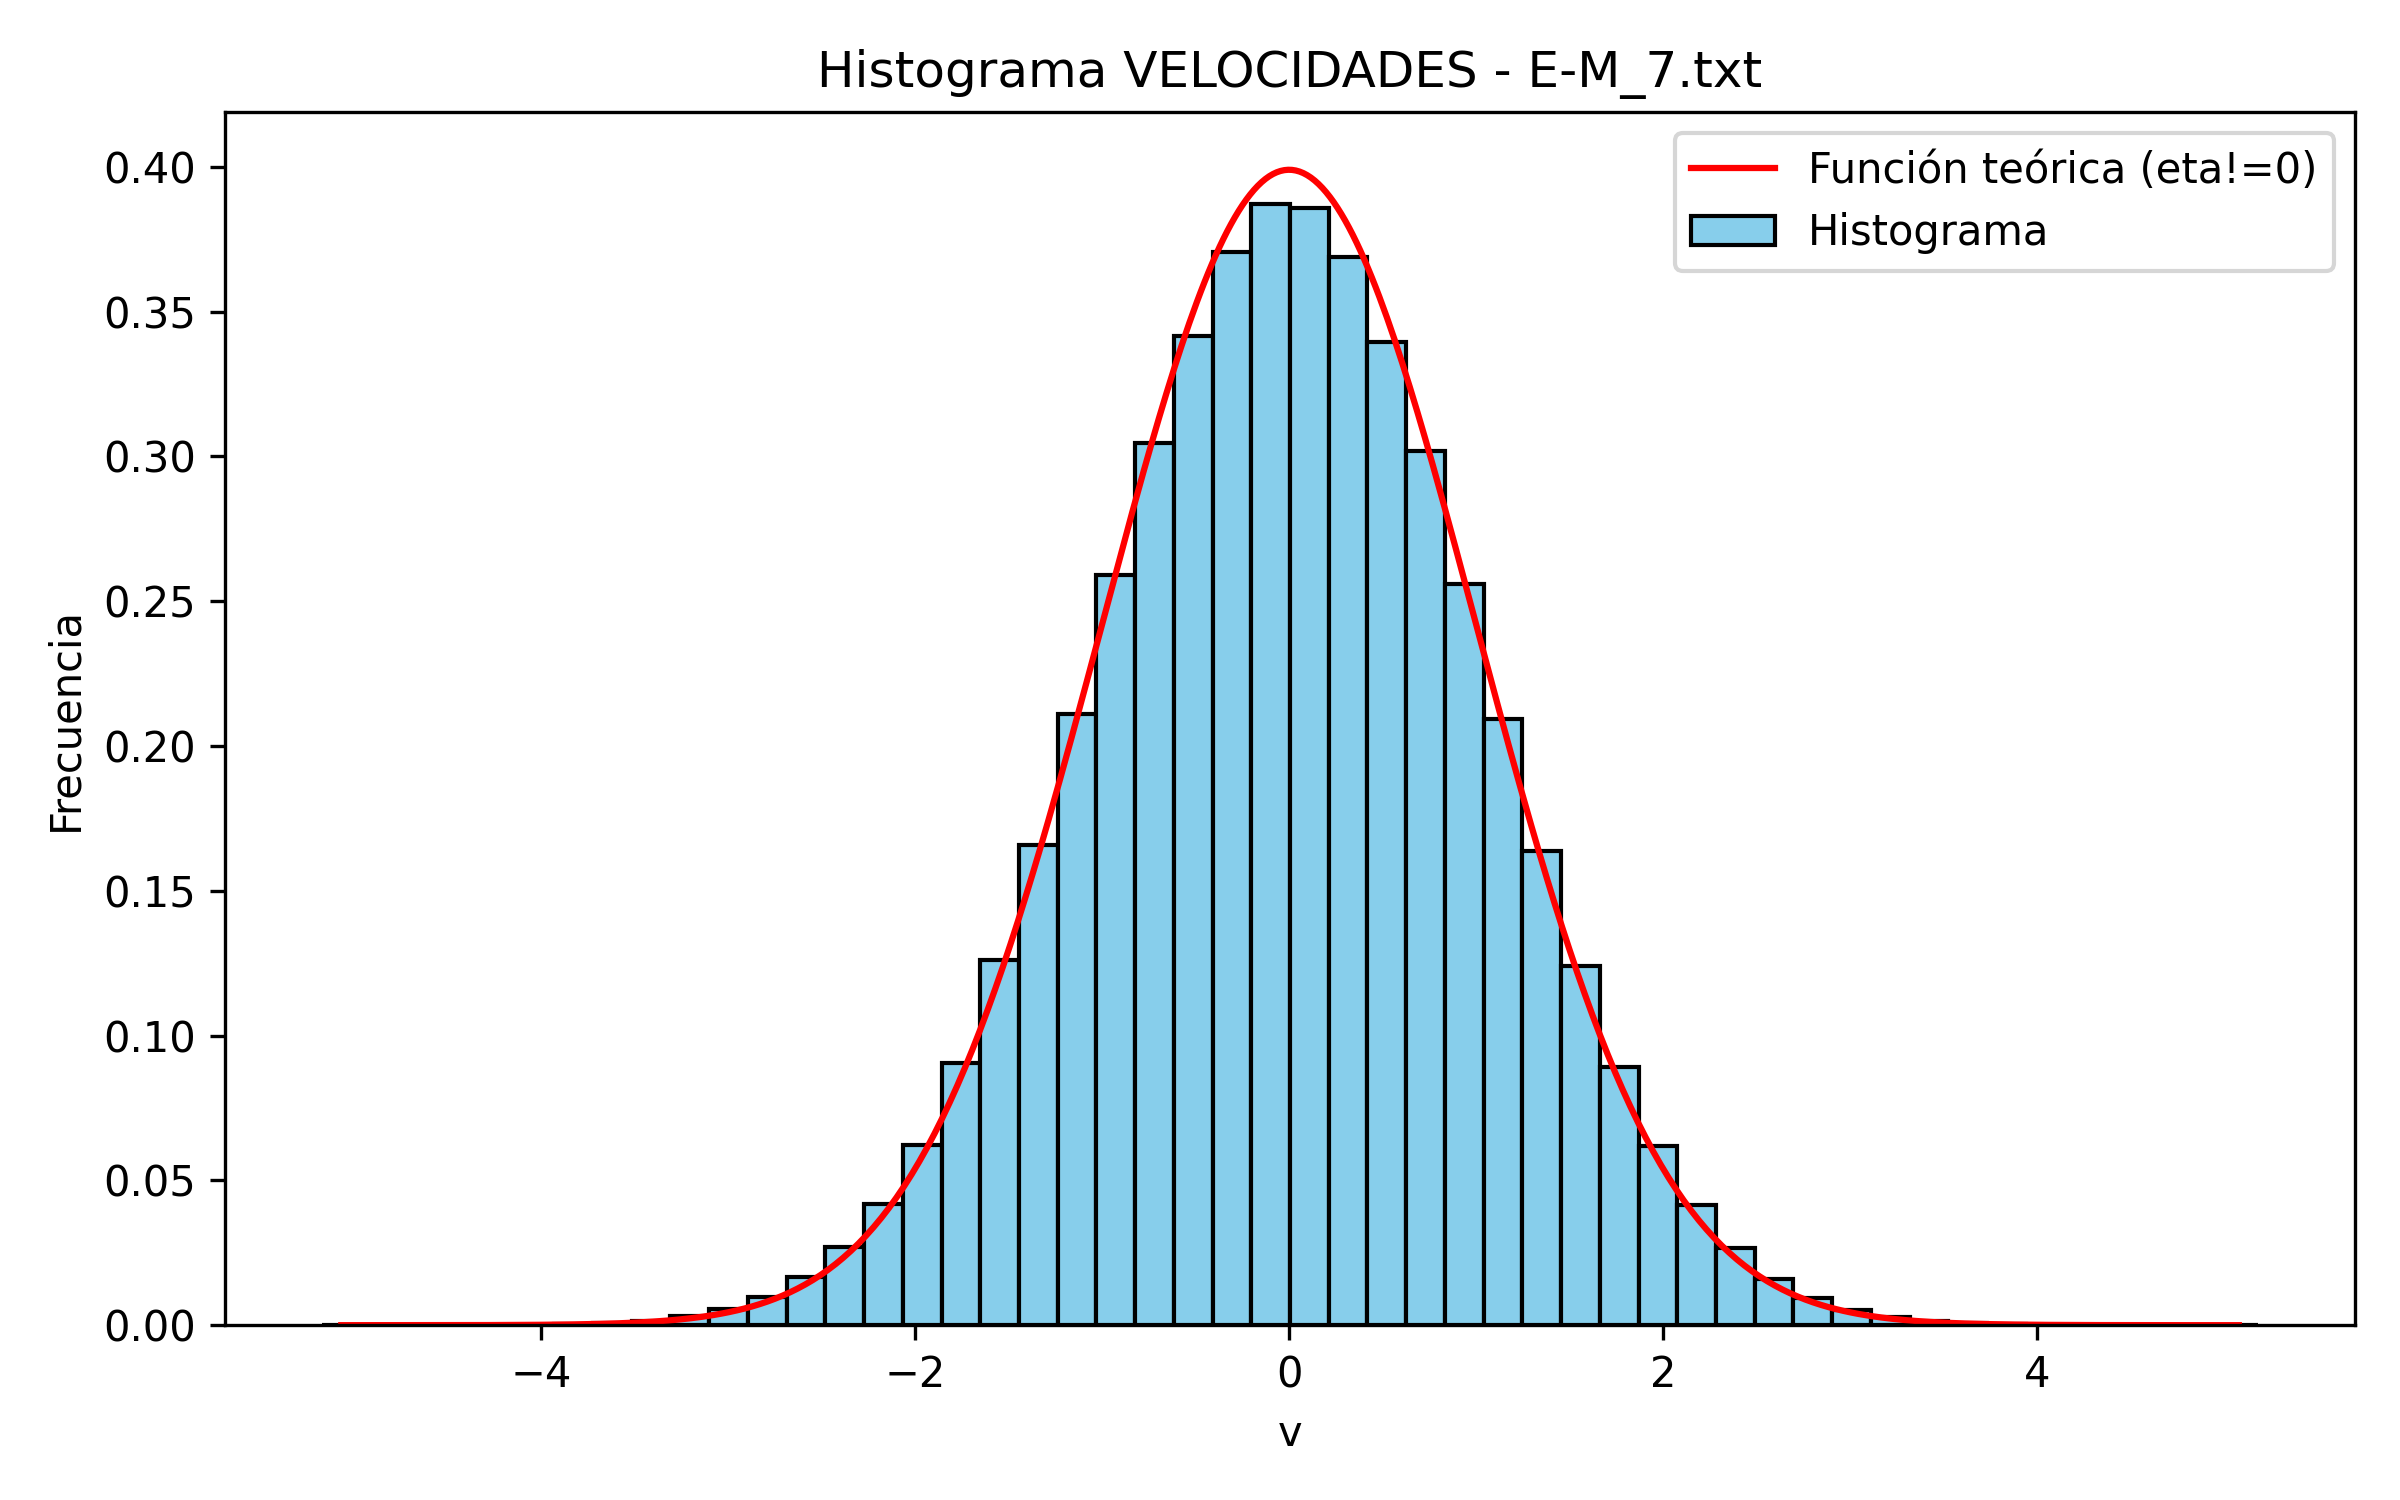 Histograma VELOCIDADES - E-M_7.txt
Función teórica (eta!=0)
Histograma
0.40
0.35
0.30
0.25
0.20
0.15
0.10
0.05
0.00
Frecuencia
−4 −2 0 2 4
v